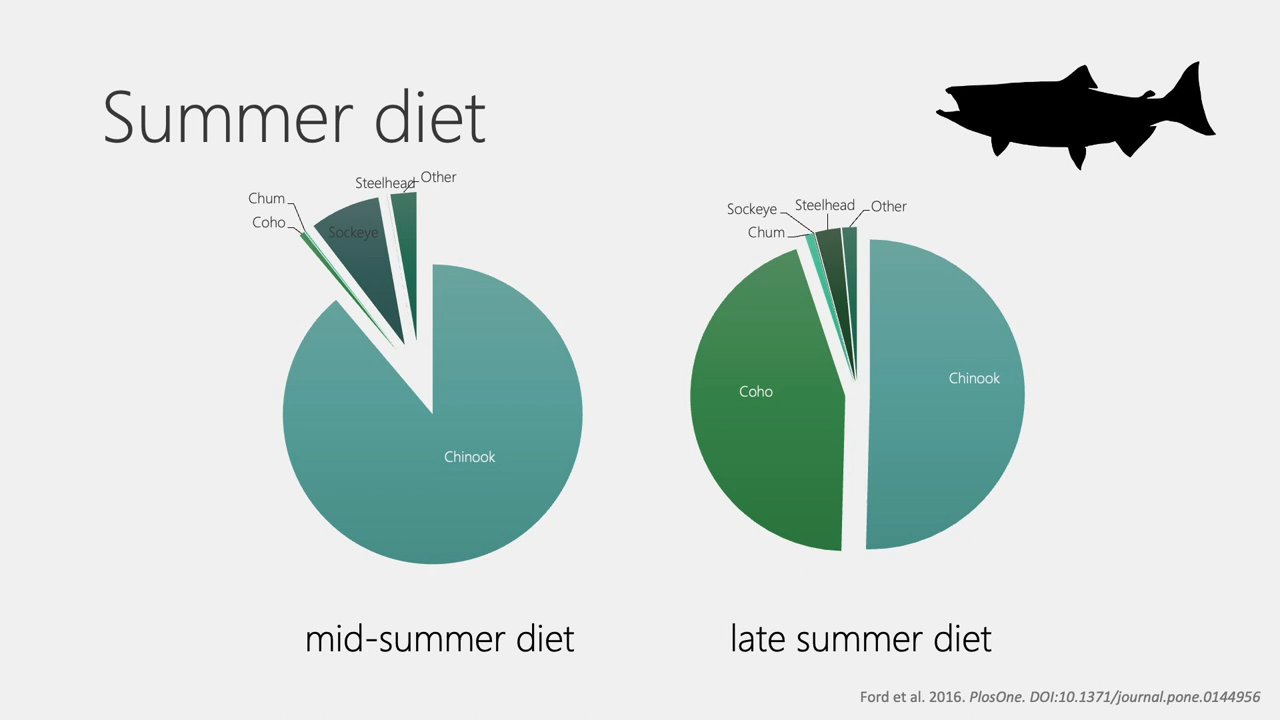 Summer diet
Steelhead
Other
Chum
Coho
Sockeye
Chinook
Sockeye
Steelhead
Other
Chum
Coho
Chinook
mid-summer diet
late summer diet
Ford et al. 2016. PlosOne. DOI:10.1371/journal.pone.0144956